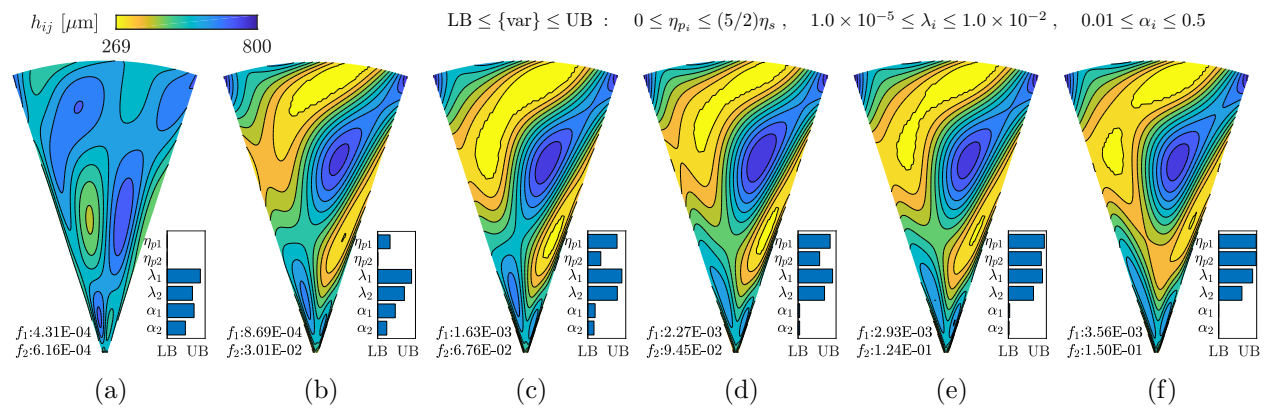 h_{ij} [μm]
269 800
LB ≤ {var} ≤ UB : 0 ≤ η_{p_i} ≤ (5/2)η_s , 1.0 × 10^{-5} ≤ λ_i ≤ 1.0 × 10^{-2} , 0.01 ≤ α_i ≤ 0.5
η_{p1}
η_{p2}
λ_1
λ_2
α_1
α_2
f_1:4.31E-04
f_2:6.16E-04
LB UB
(a)
η_{p1}
η_{p2}
λ_1
λ_2
α_1
α_2
f_1:8.69E-04
f_2:3.01E-02
LB UB
(b)
η_{p1}
η_{p2}
λ_1
λ_2
α_1
α_2
f_1:1.63E-03
f_2:6.76E-02
LB UB
(c)
η_{p1}
η_{p2}
λ_1
λ_2
α_1
α_2
f_1:2.27E-03
f_2:9.45E-02
LB UB
(d)
η_{p1}
η_{p2}
λ_1
λ_2
α_1
α_2
f_1:2.93E-03
f_2:1.24E-01
LB UB
(e)
η_{p1}
η_{p2}
λ_1
λ_2
α_1
α_2
f_1:3.56E-03
f_2:1.50E-01
LB UB
(f)